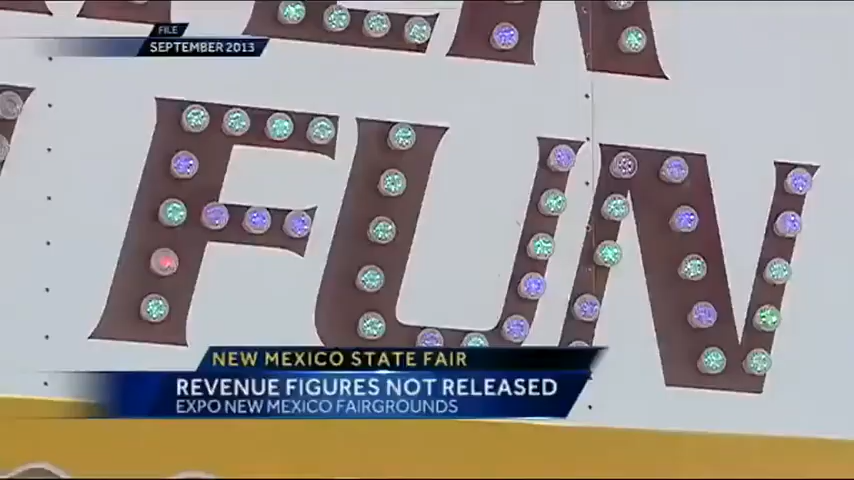 FILE
SEPTEMBER 2013
FUN
NEW MEXICO STATE FAIR
REVENUE FIGURES NOT RELEASED
EXPO NEW MEXICO FAIRGROUNDS